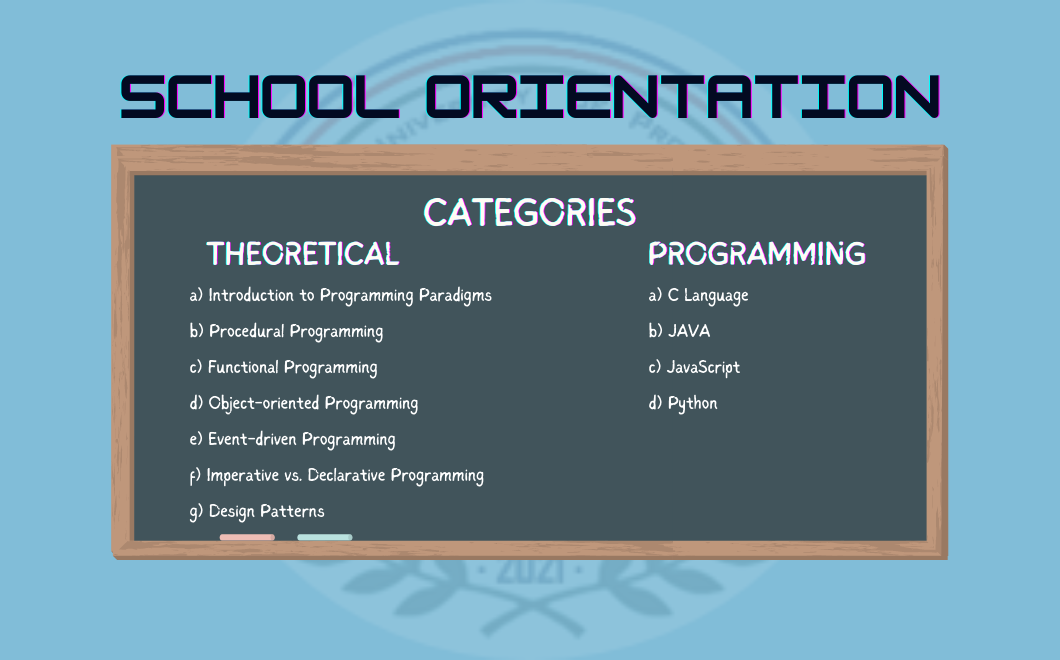 SCHOOL ORIENTATION
CATEGORIES
THEORETICAL
a) Introduction to Programming Paradigms
b) Procedural Programming
c) Functional Programming
d) Object-oriented Programming
e) Event-driven Programming
f) Imperative vs. Declarative Programming
g) Design Patterns
PROGRAMMING
a) C Language
b) JAVA
c) JavaScript
d) Python
· 2021 ·